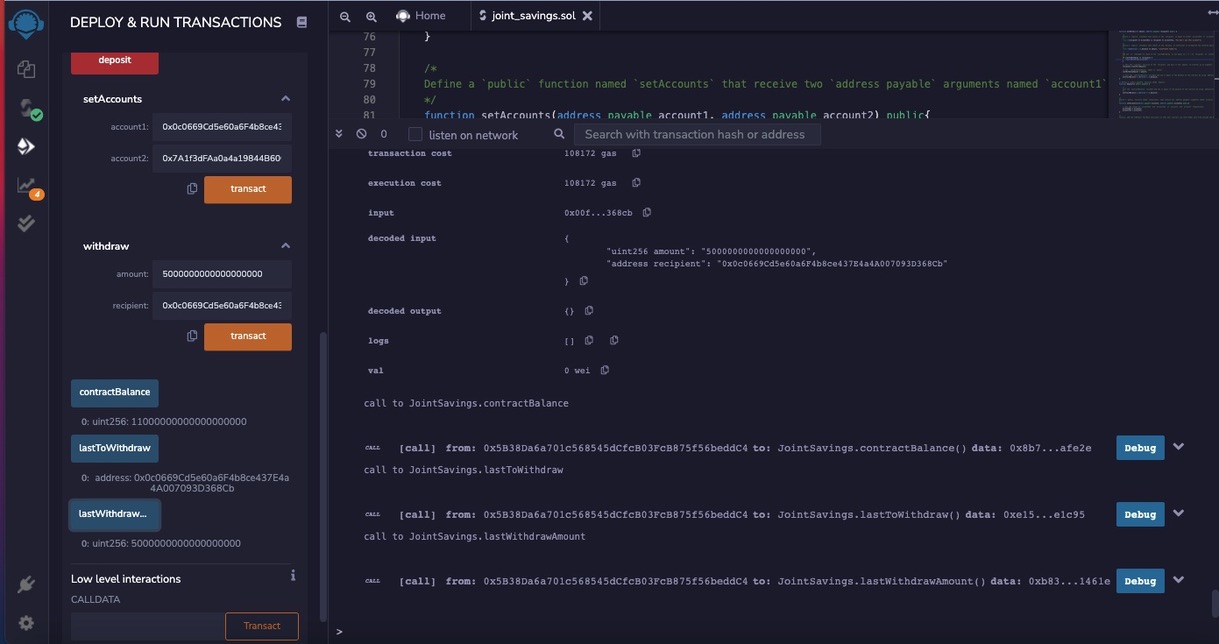 DEPLOY & RUN TRANSACTIONS
deposit
setAccounts
account1: 0x0c0669Cd5e60a6F4b8ce43
account2: 0x7A1f3dFAa0a4a19844B60
transact
withdraw
amount: 5000000000000000000
recipient: 0x0c0669Cd5e60a6F4b8ce43
transact
contractBalance
0: uint256: 11000000000000000000
lastToWithdraw
0: address: 0x0c0669Cd5e60a6F4b8ce437E4a
4A007093D368Cb
lastWithdraw...
0: uint256: 5000000000000000000
Low level interactions
i
CALLDATA
Transact
4
Home
joint_savings.sol
76 }
77
78 /*
79 Define a `public` function named `setAccounts` that receive two `address payable` arguments named `account1`
80 */
81 function setAccounts(address payable account1, address payable account2) public{
0
listen on network
Search with transaction hash or address
transaction cost 108172 gas
execution cost 108172 gas
input 0x00f...368cb
decoded input {
"uint256 amount": "5000000000000000000",
"address recipient": "0x0c0669Cd5e60a6F4b8ce437E4a4A007093D368Cb"
}
decoded output {}
logs []
val 0 wei
call to JointSavings.contractBalance
CALL [call] from: 0x5B38Da6a701c568545dCfcB03FcB875f56beddC4 to: JointSavings.contractBalance() data: 0x8b7...afe2e
Debug
call to JointSavings.lastToWithdraw
CALL [call] from: 0x5B38Da6a701c568545dCfcB03FcB875f56beddC4 to: JointSavings.lastToWithdraw() data: 0xe15...e1c95
Debug
call to JointSavings.lastWithdrawAmount
CALL [call] from: 0x5B38Da6a701c568545dCfcB03FcB875f56beddC4 to: JointSavings.lastWithdrawAmount() data: 0xb83...1461e
Debug
>